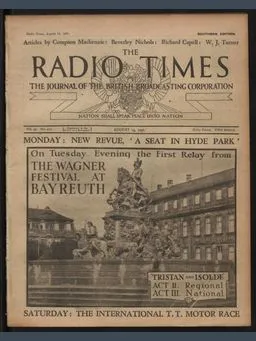 SOUTHERN EDITION
Articles by Compton Mackenzie: Beverley Nichols: Richard Capell: W. J. Turner
THE
RADIO TIMES
THE JOURNAL OF THE BRITISH BROADCASTING CORPORATION
NATION SHALL SPEAK PEACE UNTO NATION
AUGUST 14, 1931.
MONDAY: NEW REVUE, 'A SEAT IN HYDE PARK'
On Tuesday Evening the First Relay from
THE WAGNER
FESTIVAL AT
BAYREUTH
TRISTAN AND ISOLDE
ACT II: Regional
ACT III: National
SATURDAY: THE INTERNATIONAL T.T. MOTOR RACE